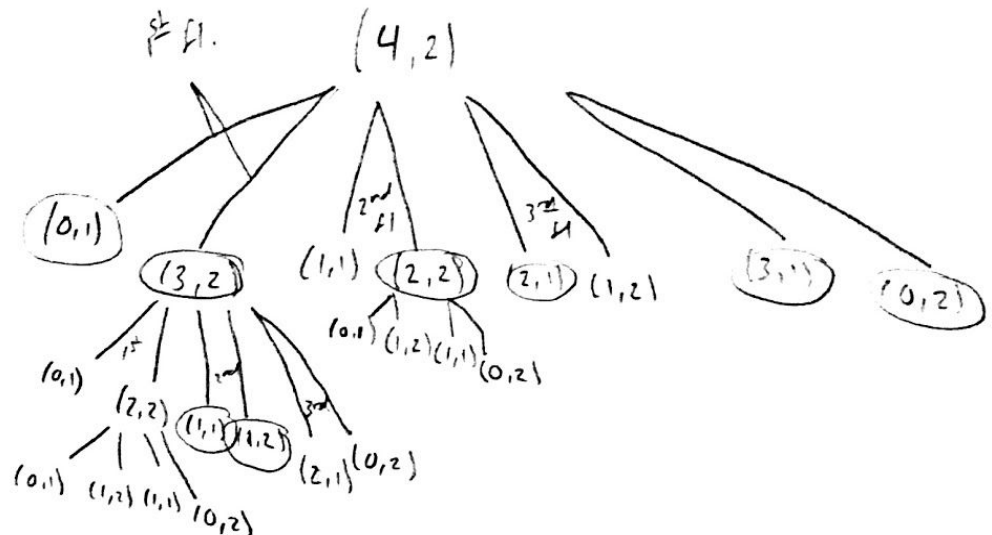 1st fl.
(4,2)
2nd
fl
3rd
fl
(0,1)
(3,2)
(1,1)
(2,2)
(2,1)
(1,2)
(3,1)
(0,2)
1st
2nd
3rd
(0,1)
(2,2)
(1,1)
(1,2)
(2,1)
(0,2)
(0,1)
(1,2)
(1,1)
(0,2)
(0,1)
(1,2)
(1,1)
(0,2)